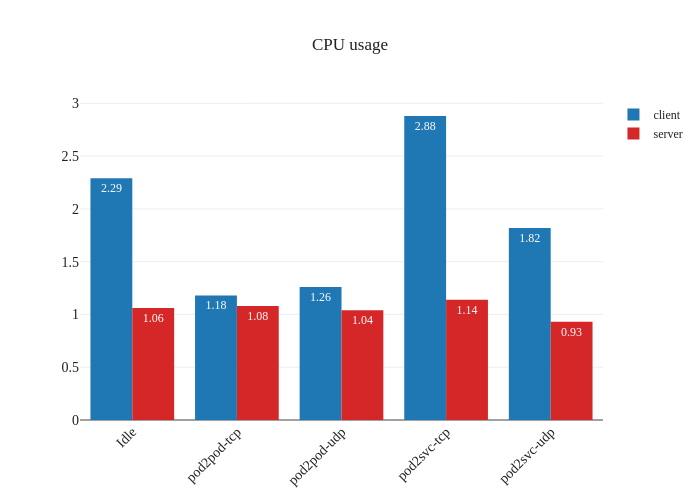 CPU usage
3
2.5
2
1.5
1
0.5
0
2.29
1.06
1.18
1.08
1.26
1.04
2.88
1.14
1.82
0.93
Idle
pod2pod-tcp
pod2pod-udp
pod2svc-tcp
pod2svc-udp
client
server